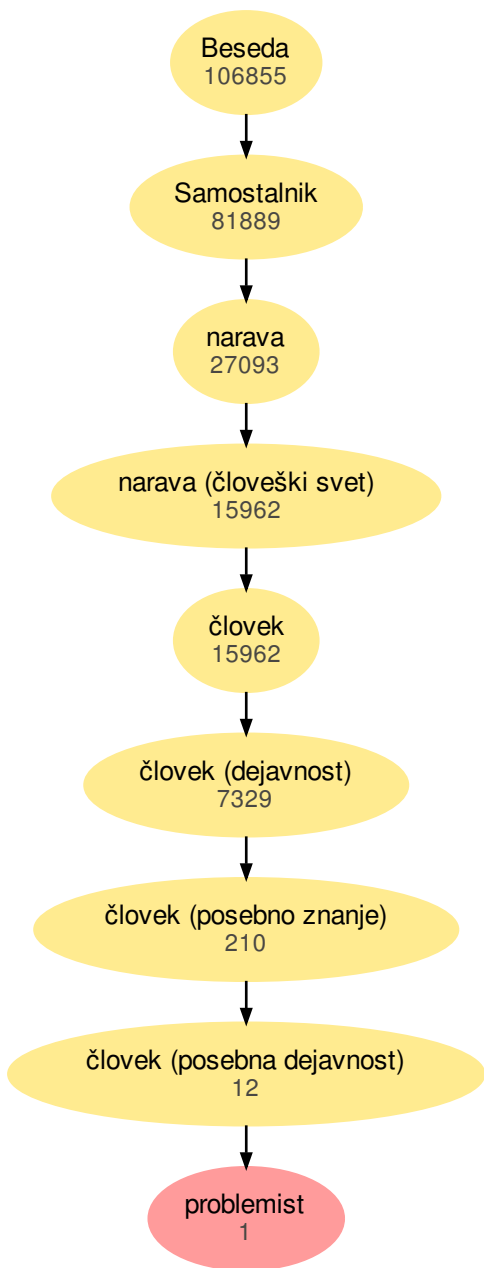 Beseda
106855
Samostalnik
81889
narava
27093
narava (človeški svet)
15962
človek
15962
človek (dejavnost)
7329
človek (posebno znanje)
210
človek (posebna dejavnost)
12
problemist
1